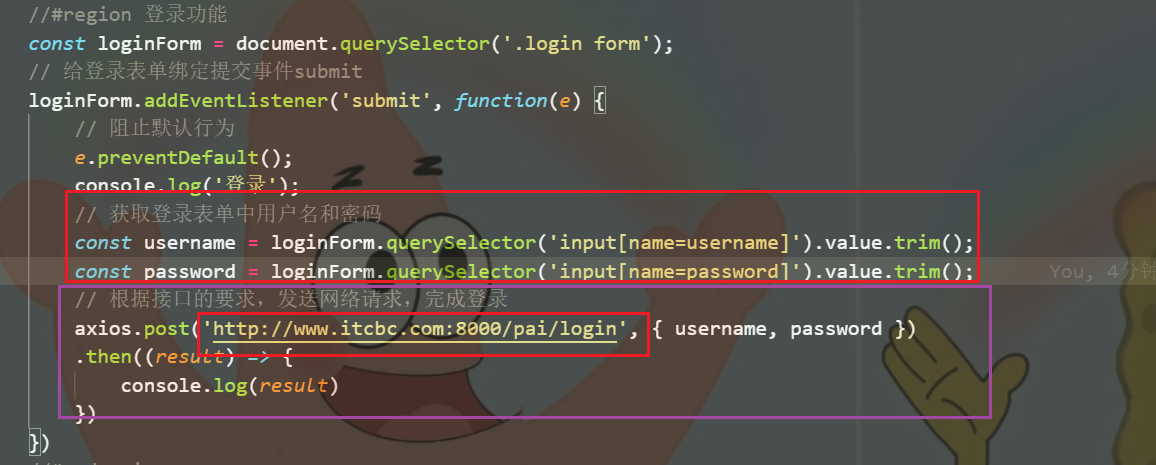 //#region 登录功能
const loginForm = document.querySelector('.login form');
// 给登录表单绑定提交事件submit
loginForm.addEventListener('submit', function(e) {
// 阻止默认行为
e.preventDefault();
console.log('登录');
// 获取登录表单中用户名和密码
const username = loginForm.querySelector('input[name=username]').value.trim();
const password = loginForm.querySelector('input[name=password]').value.trim(); You, 4分钟
// 根据接口的要求, 发送网络请求, 完成登录
axios.post('http://www.itcbc.com:8000/pai/login', { username, password })
.then((result) => {
console.log(result)
})
})